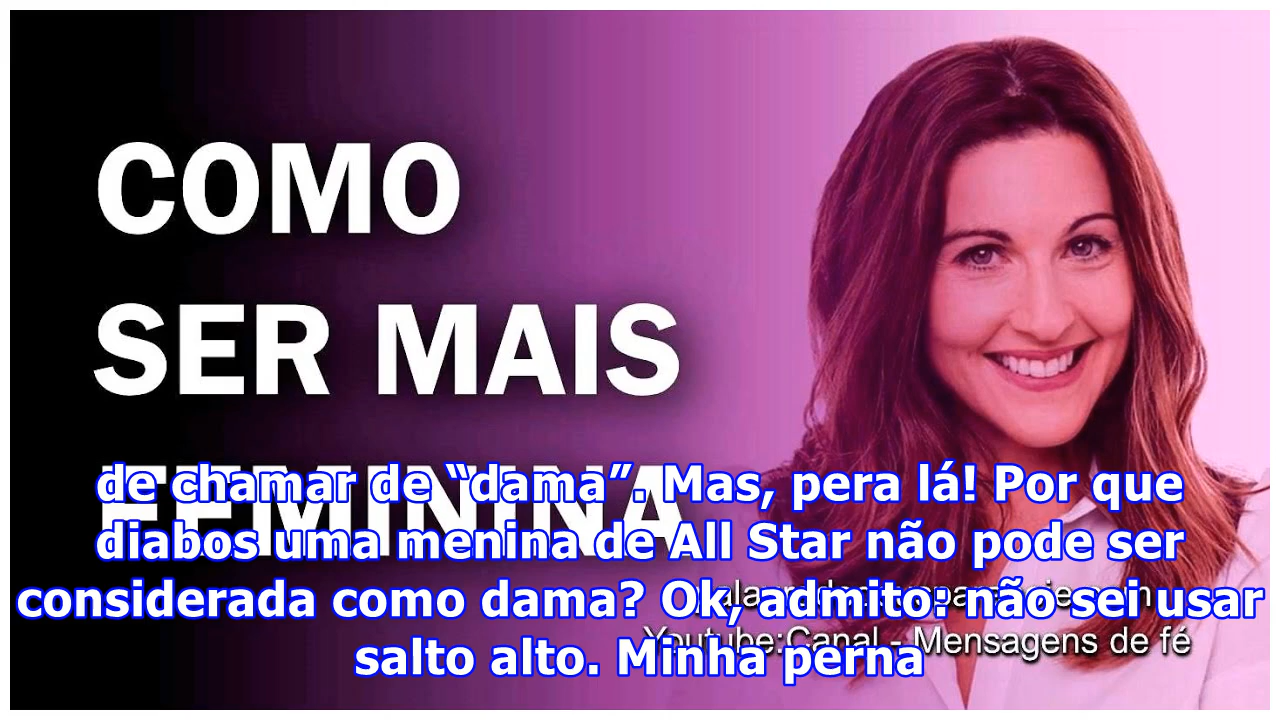 COMO
SER MAIS
FEMININA
de chamar de “dama”. Mas, pera lá! Por que
diabos uma menina de All Star não pode ser
considerada como dama? Ok, admito: não sei usar
salto alto. Minha perna
Youtube:Canal - Mensagens de fé